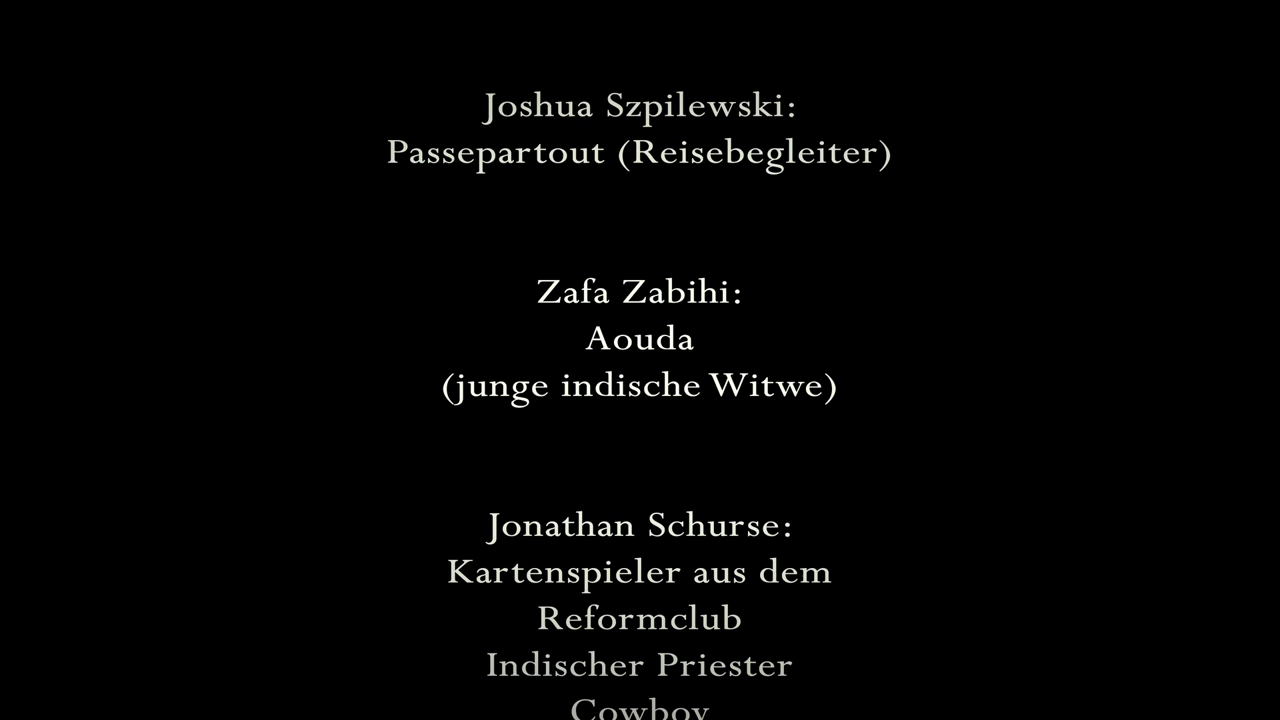 Joshua Szpilewski:
Passepartout (Reisebegleiter)
Zafa Zabihi:
Aouda
(junge indische Witwe)
Jonathan Schurse:
Kartenspieler aus dem
Reformclub
Indischer Priester
Cowboy